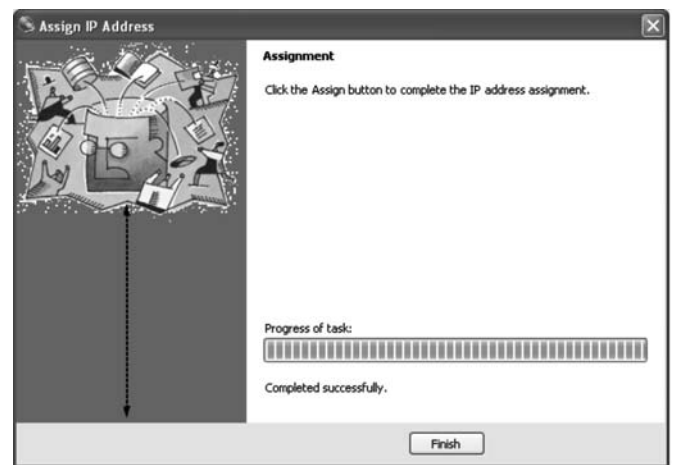 Assign IP Address
Assignment
Click the Assign button to complete the IP address assignment.
Progress of task:
Completed successfully.
Finish